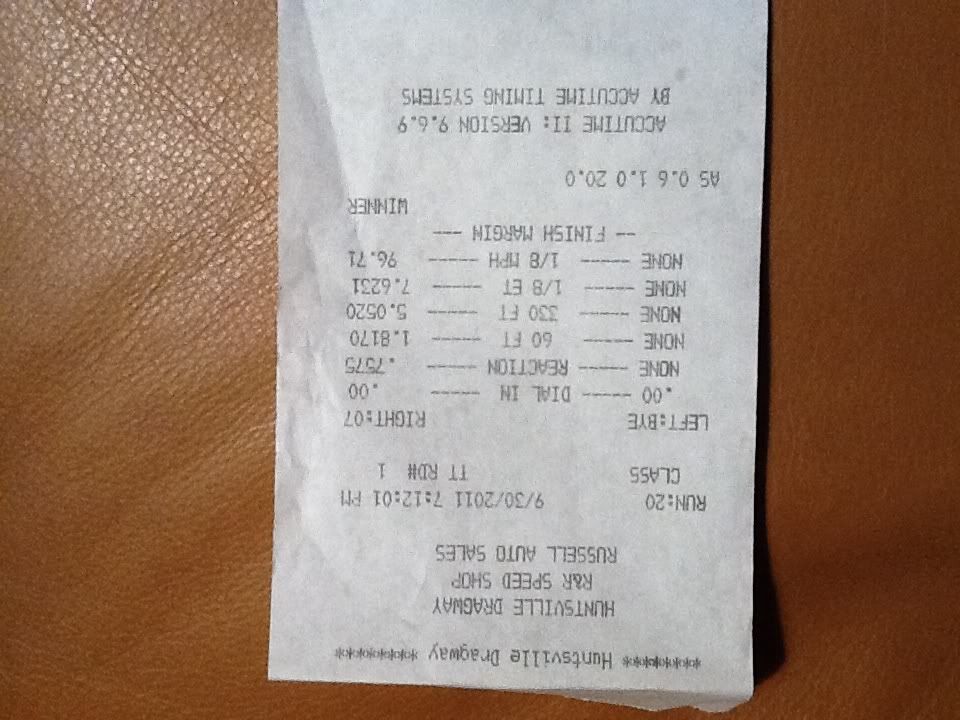 ******** Huntsville Dragway ********
HUNTSVILLE DRAGWAY
R&R SPEED SHOP
RUSSELL AUTO SALES
RUN:20 9/30/2011 7:12:01 PM
CLASS TT RD# 1
LEFT:BYE RIGHT:07
.00 ----- DIAL IN ----- .00
NONE ----- REACTION ----- .7575
NONE ----- 60 FT ----- 1.8170
NONE ----- 330 FT ----- 5.0520
NONE ----- 1/8 ET ----- 7.6231
NONE ----- 1/8 MPH ----- 96.71
-- FINISH MARGIN ---
WINNER
AS 0.6 1.0 20.0
ACCUTIME II: VERSION 9.6.9
BY ACCUTIME TIMING SYSTEMS